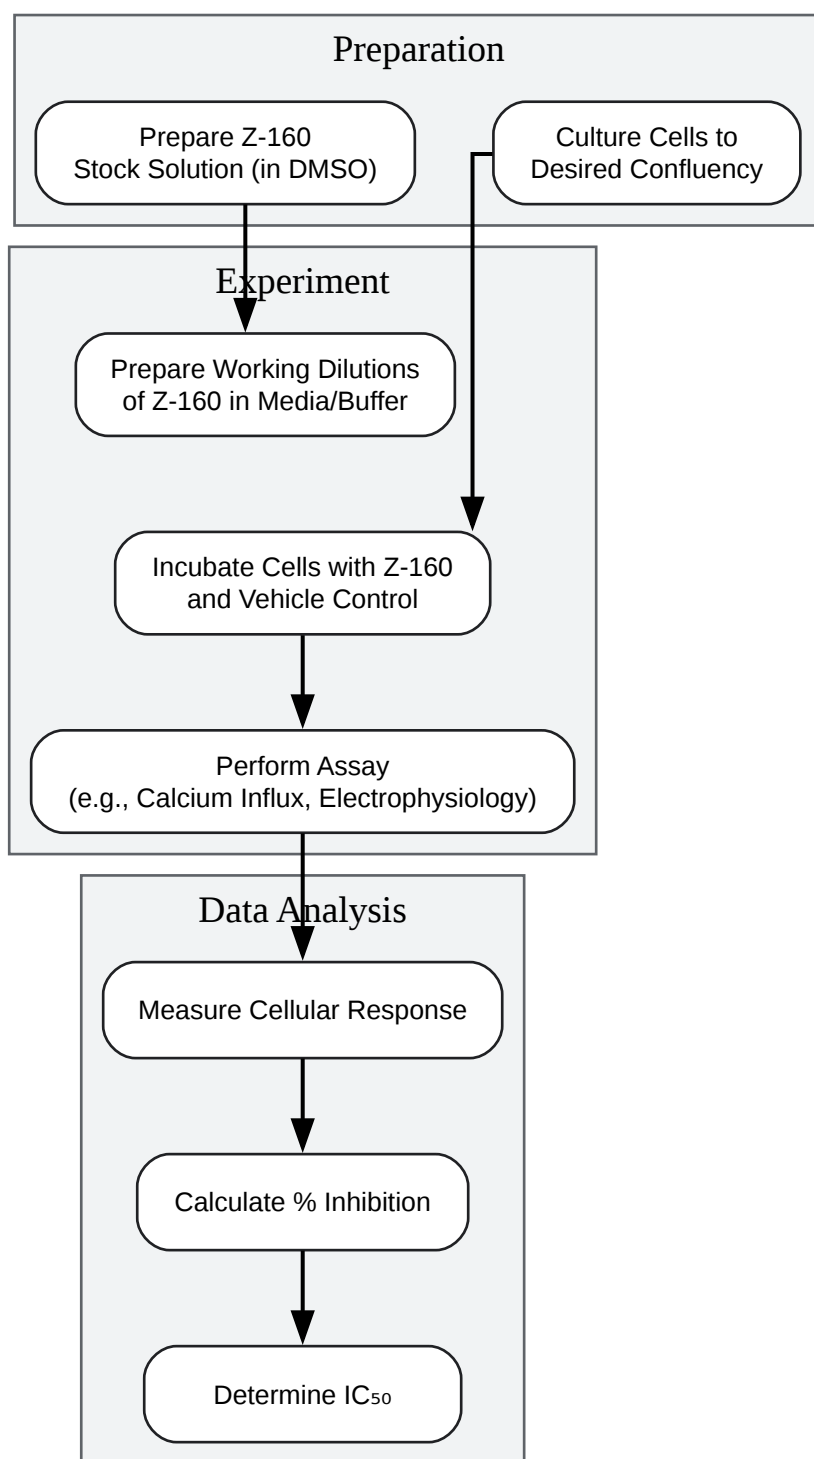 Preparation
Prepare Z-160
Stock Solution (in DMSO)
Culture Cells to
Desired Confluency
Experiment
Prepare Working Dilutions
of Z-160 in Media/Buffer
Incubate Cells with Z-160
and Vehicle Control
Perform Assay
(e.g., Calcium Influx, Electrophysiology)
Data Analysis
Measure Cellular Response
Calculate % Inhibition
Determine IC₅₀